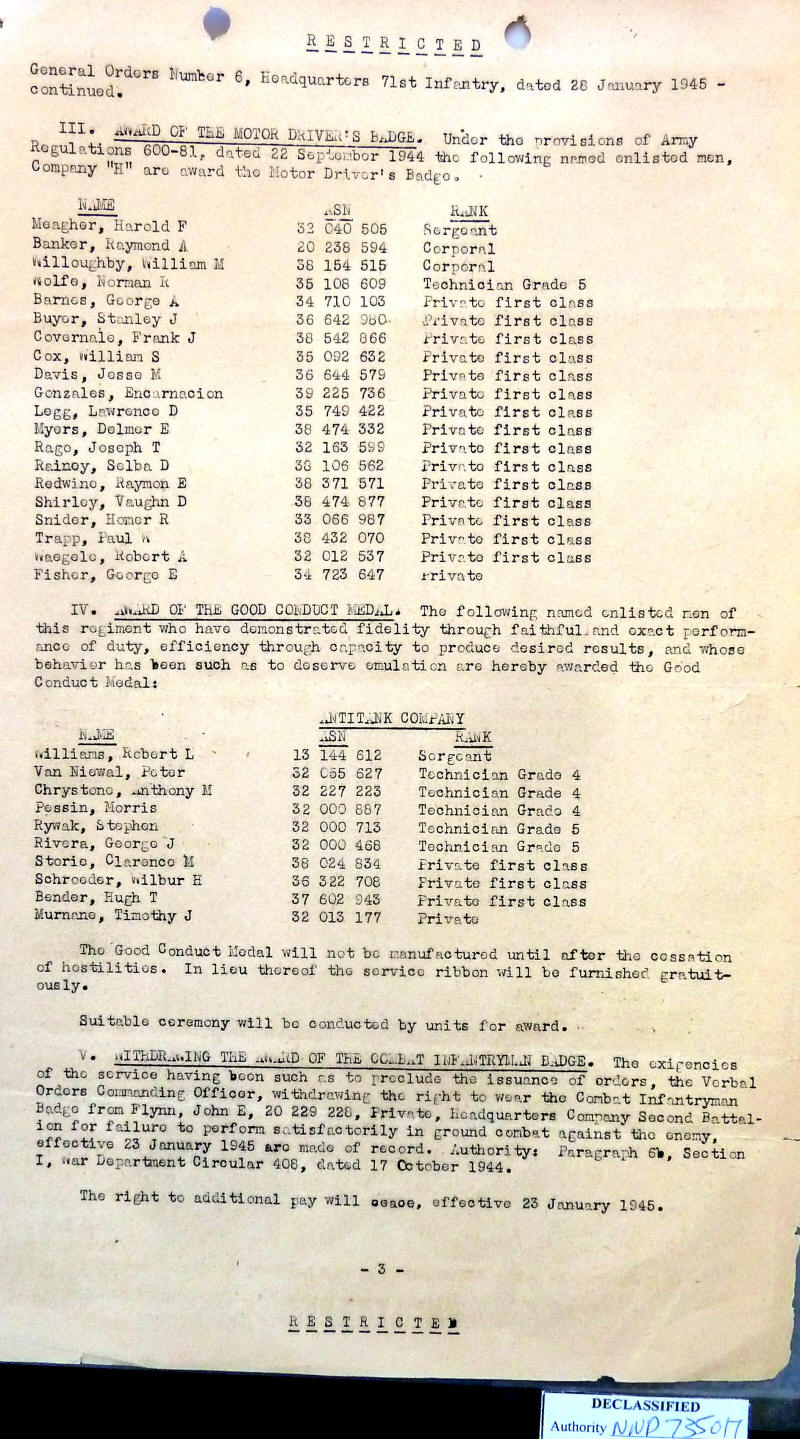 RESTRICTED
General Orders Number 6, Headquarters 71st Infantry, dated 28 January 1945 -
continued.
III. AWARD OF THE MOTOR DRIVER'S BADGE. Under the provisions of Army
Regulations 600-81, dated 22 September 1944 the following named enlisted men,
Company "H" are award the Motor Driver's Badge.
NAME ASN RANK
Meagher, Harold F 32 040 505 Sergeant
Banker, Raymond A 20 238 594 Corporal
Willoughby, William M 38 154 515 Corporal
Wolfe, Norman R 35 108 609 Technician Grade 5
Barnes, George A 34 710 103 Private first class
Buyer, Stanley J 36 642 980 Private first class
Covernale, Frank J 38 542 866 Private first class
Cox, William S 35 092 632 Private first class
Davis, Jesse M 36 644 579 Private first class
Gonzales, Encarnacion 39 225 736 Private first class
Legg, Lawrence D 35 749 422 Private first class
Myers, Delmer E 38 474 332 Private first class
Rago, Joseph T 32 163 599 Private first class
Rainey, Selba D 38 106 562 Private first class
Redwine, Raymon E 38 371 571 Private first class
Shirley, Vaughn D 38 474 877 Private first class
Snider, Homer R 33 066 987 Private first class
Trapp, Paul W 38 432 070 Private first class
Waegele, Robert A 32 012 537 Private first class
Fisher, George E 34 723 647 Private
IV. AWARD OF THE GOOD CONDUCT MEDAL. The following named enlisted men of
this regiment who have demonstrated fidelity through faithful and exact perform-
ance of duty, efficiency through capacity to produce desired results, and whose
behavior has been such as to deserve emulation are hereby awarded the Good
Conduct Medal:
ANTITANK COMPANY
NAME ASN RANK
Williams, Robert L 13 144 612 Sergeant
Van Niewal, Peter 32 055 627 Technician Grade 4
Chrystone, Anthony M 32 227 223 Technician Grade 4
Pessin, Morris 32 000 887 Technician Grade 4
Rywak, Stephen 32 000 713 Technician Grade 5
Rivera, George J 32 000 468 Technician Grade 5
Storie, Clarence M 38 024 834 Private first class
Schroeder, Wilbur H 36 322 708 Private first class
Bender, Hugh T 37 602 943 Private first class
Murnane, Timothy J 32 013 177 Private
The Good Conduct Medal will not be manufactured until after the cessation
of hostilities. In lieu thereof the service ribbon will be furnished gratuit-
ously.
Suitable ceremony will be conducted by units for award.
V. WITHDRAWING THE AWARD OF THE COMBAT INFANTRYMAN BADGE. The exigencies
of the service having been such as to preclude the issuance of orders, the Verbal
Orders Commanding Officer, withdrawing the right to wear the Combat Infantryman
Badge from Flynn, John E, 20 229 228, Private, Headquarters Company Second Battal-
ion for failure to perform satisfactorily in ground combat against the enemy,
effective 23 January 1945 are made of record. Authority: Paragraph 6b, Section
I, War Department Circular 408, dated 17 October 1944.
The right to additional pay will cease, effective 23 January 1945.
- 3 -
RESTRICTED
DECLASSIFIED
Authority NND 735017